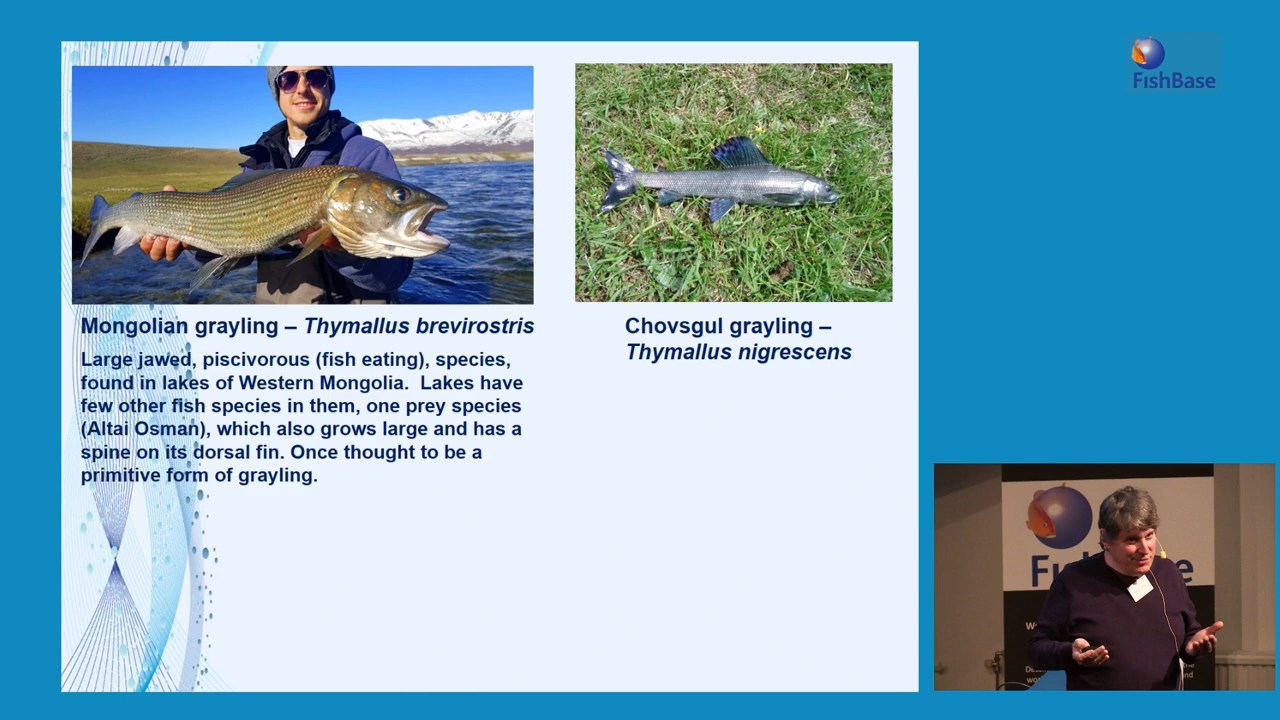 FishBase
Mongolian grayling – Thymallus brevirostris
Large jawed, piscivorous (fish eating), species,
found in lakes of Western Mongolia.  Lakes have
few other fish species in them, one prey species
(Altai Osman), which also grows large and has a
spine on its dorsal fin. Once thought to be a
primitive form of grayling.
Chovsgul grayling –
Thymallus nigrescens